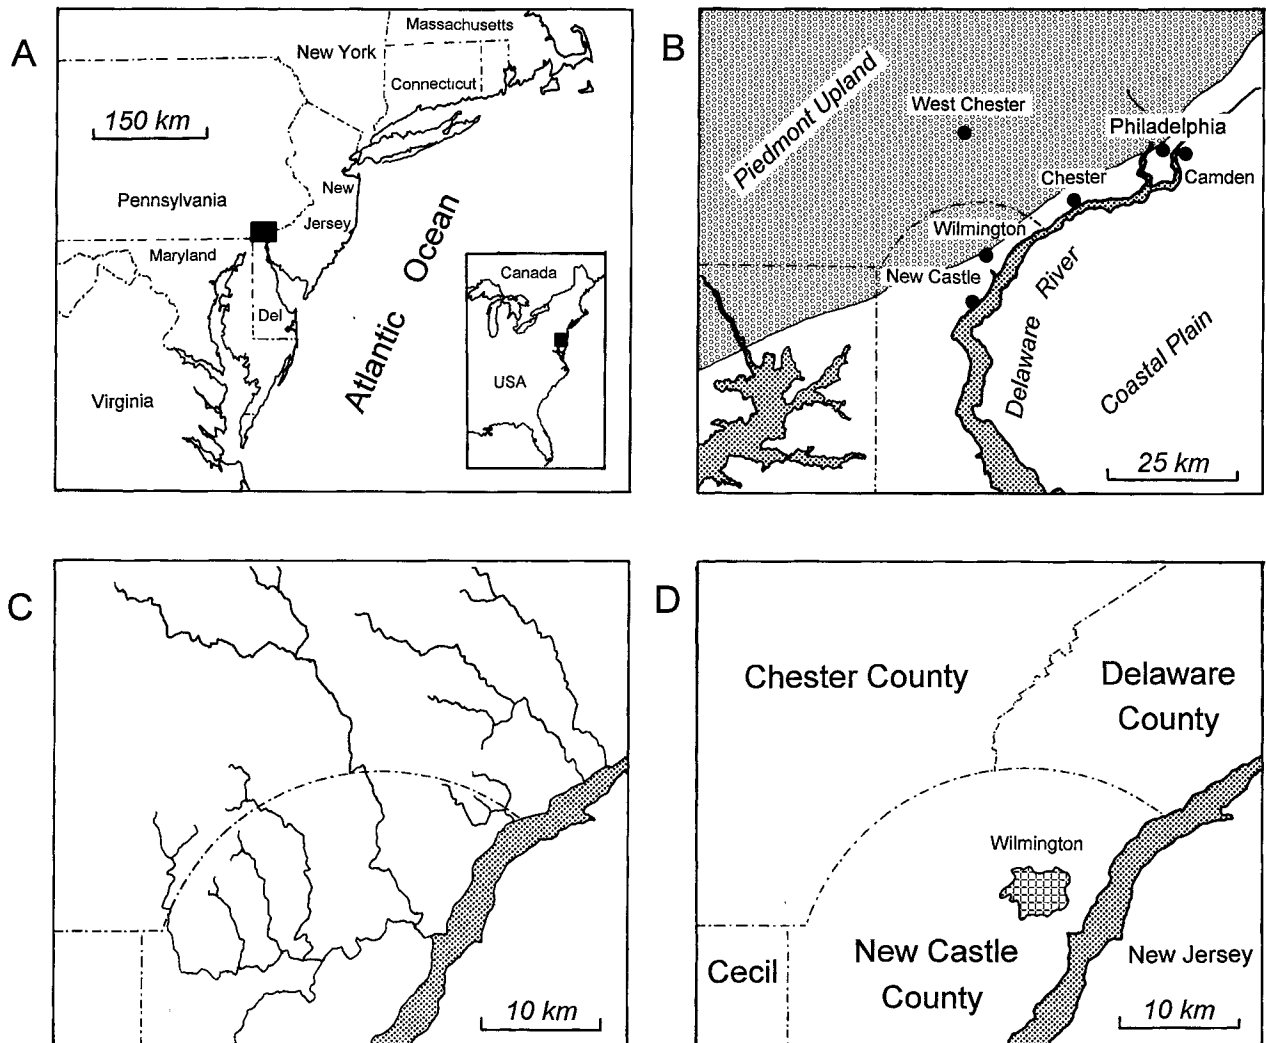 A
Massachusetts
New York
Connecticut
150 km
Pennsylvania
New
Jersey
Maryland
Del
Virginia
Atlantic Ocean
Canada
USA
B
Piedmont Upland
West Chester
Philadelphia
Chester
Camden
Wilmington
New Castle
Delaware River
Coastal Plain
25 km
C
10 km
D
Chester County
Delaware
County
Wilmington
New Castle
County
Cecil
New Jersey
10 km